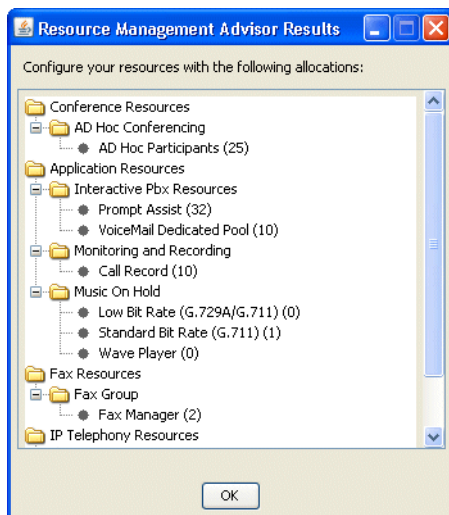 Resource Management Advisor Results
Configure your resources with the following allocations:
Conference Resources
AD Hoc Conferencing
AD Hoc Participants (25)
Application Resources
Interactive Pbx Resources
Prompt Assist (32)
VoiceMail Dedicated Pool (10)
Monitoring and Recording
Call Record (10)
Music On Hold
Low Bit Rate (G.729A/G.711) (0)
Standard Bit Rate (G.711) (1)
Wave Player (0)
Fax Resources
Fax Group
Fax Manager (2)
IP Telephony Resources
OK